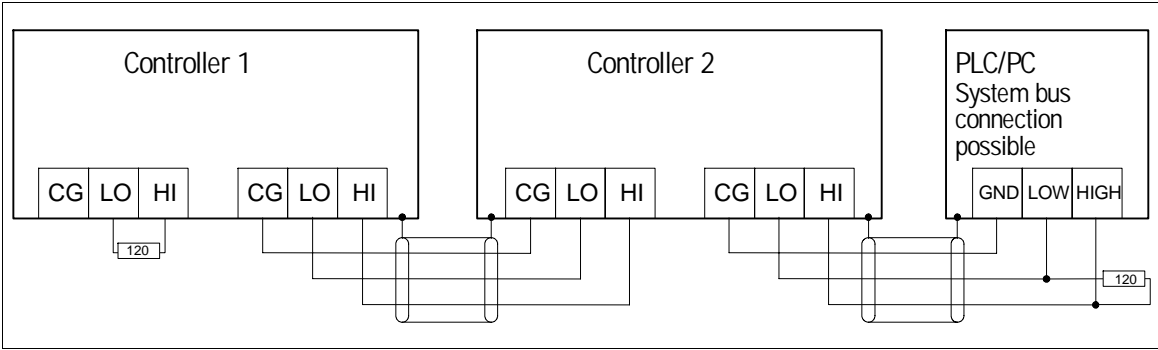 Controller 1
Controller 2
PLC/PC
System bus
connection
possible
CG LO HI
CG LO HI
CG LO HI
CG LO HI
GND LOW HIGH
120
120